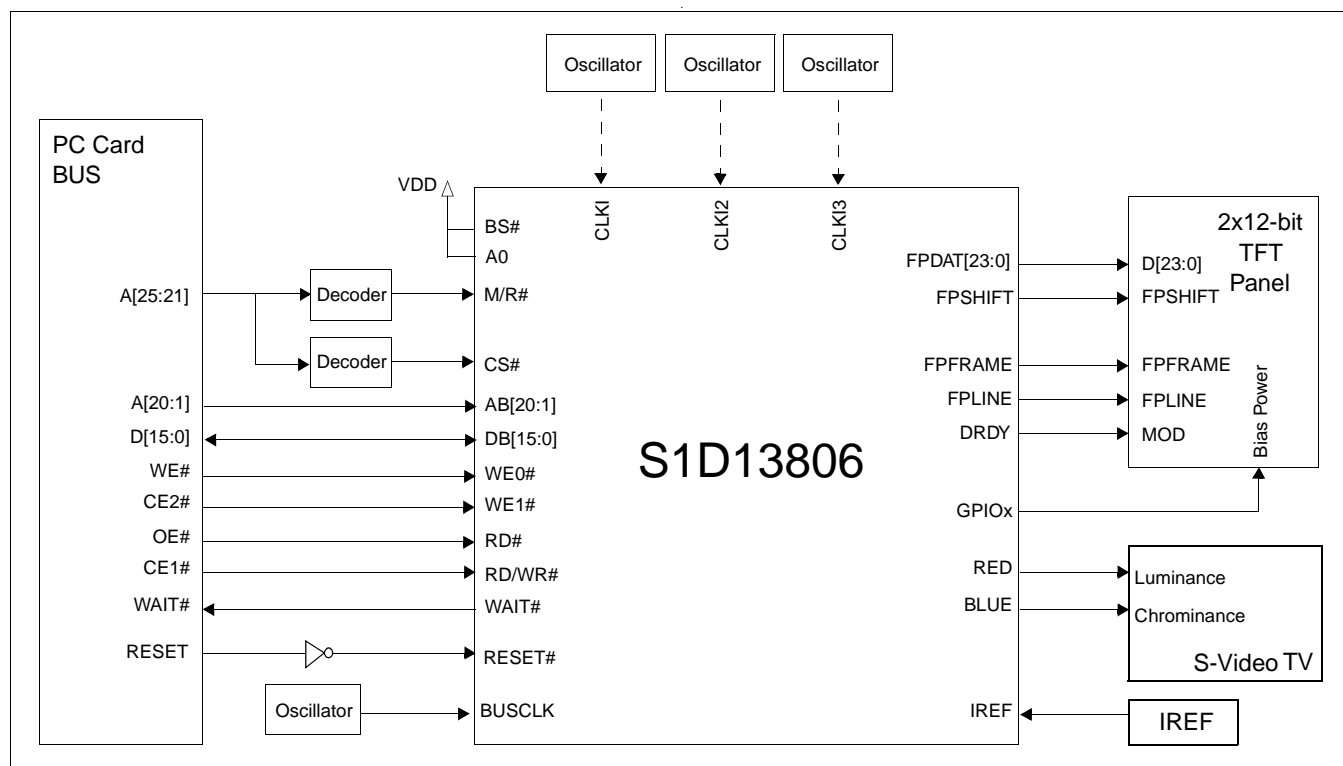 Oscillator
Oscillator
Oscillator
PC Card
BUS
VDD
BS#
A0
CLKI
CLKI2
CLKI3
2x12-bit
TFT
Panel
FPDAT[23:0]
D[23:0]
A[25:21]
Decoder
M/R#
FPSHIFT
FPSHIFT
Decoder
CS#
FPFRAME
FPFRAME
A[20:1]
AB[20:1]
FPLINE
FPLINE
D[15:0]
DB[15:0]
DRDY
MOD
Bias Power
S1D13806
WE#
WE0#
CE2#
WE1#
GPIOx
OE#
RD#
CE1#
RD/WR#
RED
Luminance
WAIT#
WAIT#
BLUE
Chrominance
RESET
RESET#
S-Video TV
Oscillator
BUSCLK
IREF
IREF